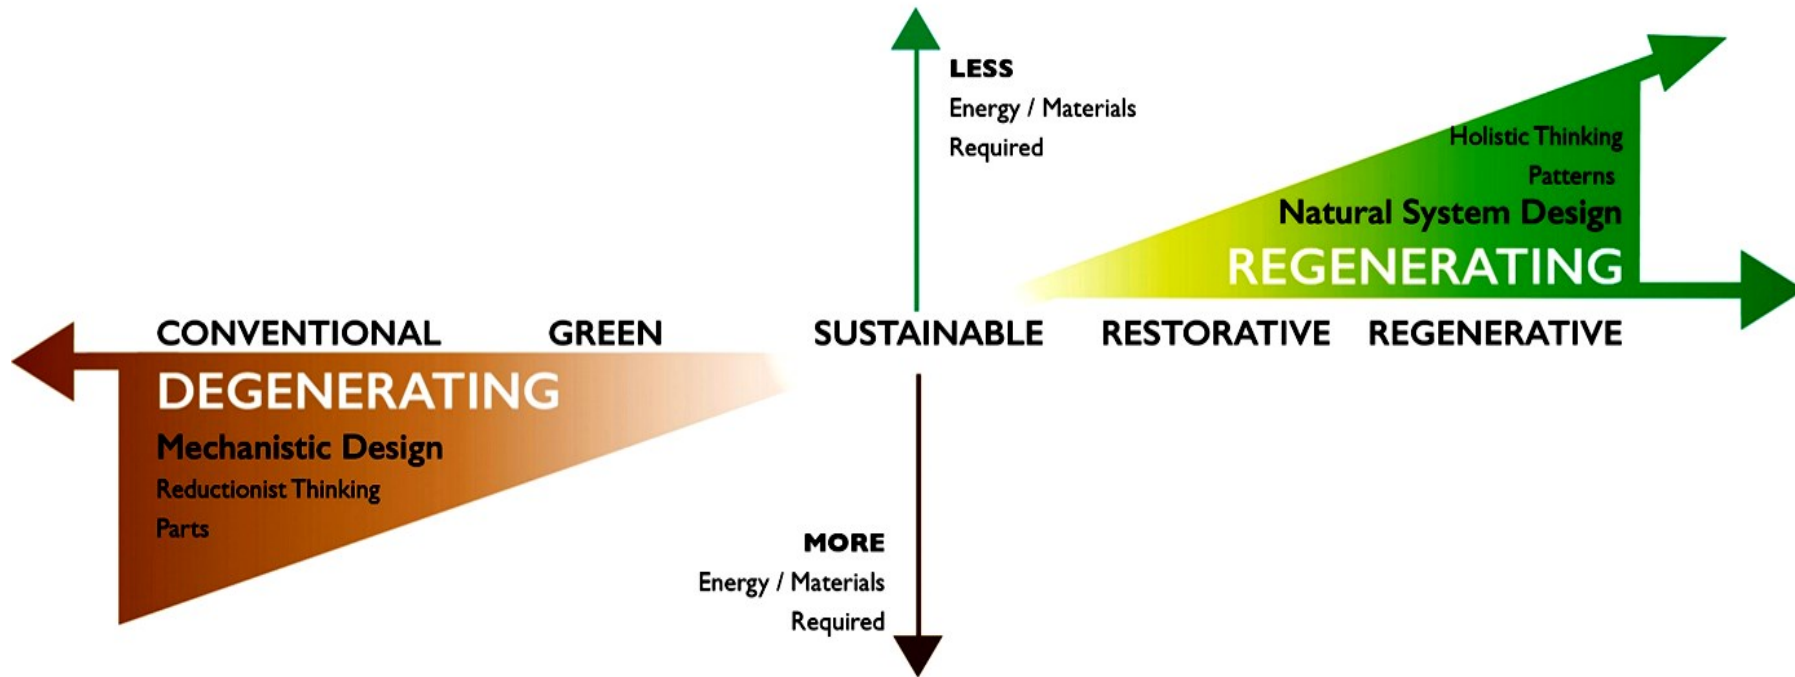 LESS
Energy / Materials
Required
Holistic Thinking
Patterns
Natural System Design
REGENERATING
CONVENTIONAL GREEN SUSTAINABLE RESTORATIVE REGENERATIVE
DEGENERATING
Mechanistic Design
Reductionist Thinking
Parts
MORE
Energy / Materials
Required